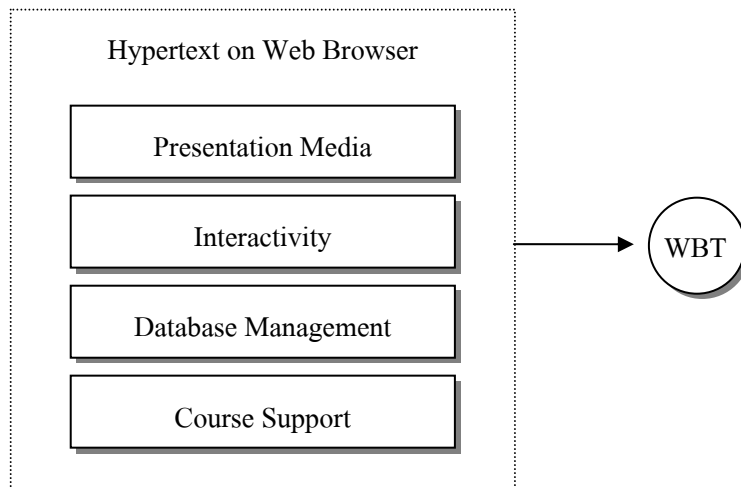 Hypertext on Web Browser
Presentation Media
Interactivity
WBT
Database Management
Course Support